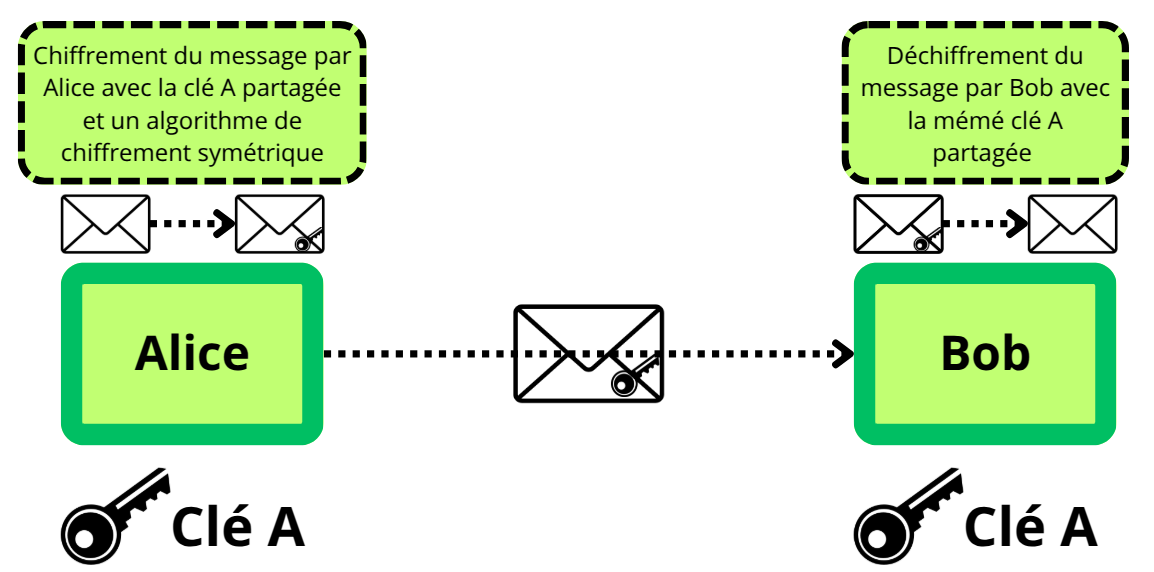 Chiffrement du message par
Alice avec la clé A partagée
et un algorithme de
chiffrement symétrique
Déchiffrement du
message par Bob avec
la mémé clé A
partagée
Alice
Bob
Clé A
Clé A